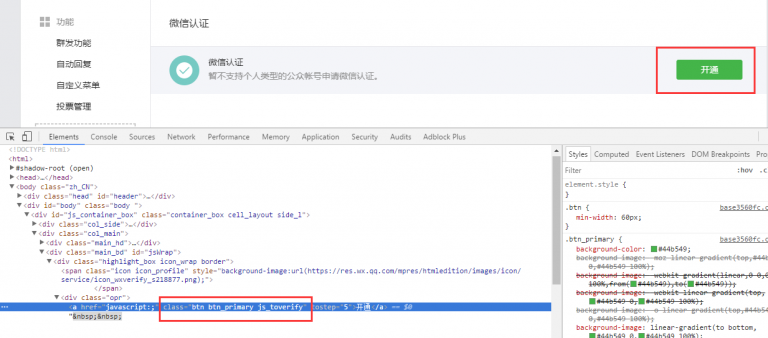 功能
群发功能
自动回复
自定义菜单
投票管理
微信认证
微信认证
暂不支持个人类型的公众帐号申请微信认证。
开通
Elements Console Sources Network Performance Memory Application Security Audits Adblock Plus
<!DOCTYPE html>
<html>
▶#shadow-root (open)
▶<head>…</head>
▼<body class="zh_CN">
▶<div class="head" id="header">…</div>
▼<div id="body" class="body ">
▼<div id="js_container_box" class="container_box cell_layout side_l">
▶<div class="col_side">…</div>
▼<div class="col_main">
▶<div class="main_hd">…</div>
▼<div class="main_bd" id="jsWrap">
▼<div class="highlight_box icon_wrap border">
<span class="icon icon_profile" style="background-image:url(https://res.wx.qq.com/mpres/htmledition/images/icon/
service/icon_wxverify_s218877.png);">
</span>
▼<div class="opr">
<a href="javascript:;" class="btn btn_primary js_toverify" tostep="5">开通</a> == $0
"&nbsp;&nbsp;
Styles Computed Event Listeners DOM Breakpoints Pro
Filter :hov .c
element.style {
}
.btn { base3560fc.c
min-width: 60px;
}
.btn_primary { base3560fc.c
background-color: #44b549;
background-image: moz linear gradient(top,#44
0,#44b549 100%);
background-image: webkit gradient(linear,0 0,0
100%,from(#44b549),to(#44b549));
background-image: webkit linear gradient(top,
0,#44b549 100%);
background-image: o linear gradient(top,#44b54
0,#44b549 100%);
background-image: linear-gradient(to bottom,
0,#44b549 100%);